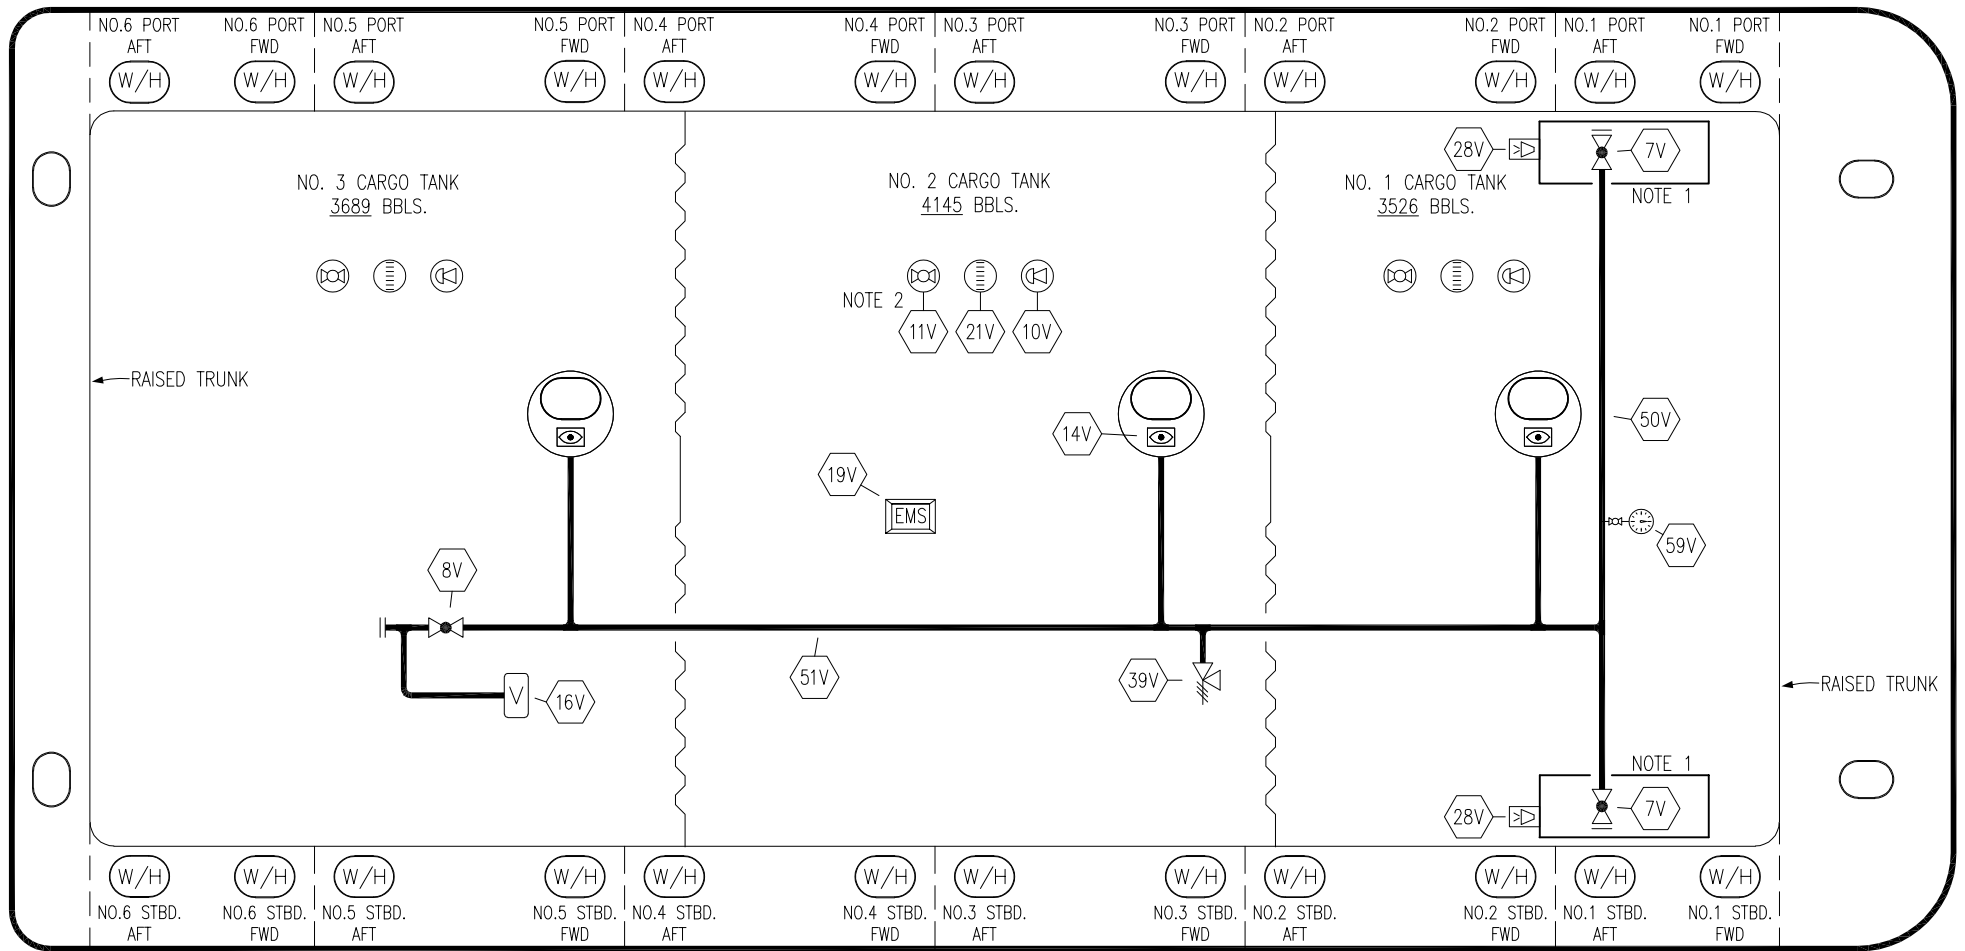 NO.6 PORT
AFT
NO.6 PORT
FWD
NO.5 PORT
AFT
NO.5 PORT
FWD
NO.4 PORT
AFT
NO.4 PORT
FWD
NO.3 PORT
AFT
NO.3 PORT
FWD
NO.2 PORT
AFT
NO.2 PORT
FWD
NO.1 PORT
AFT
NO.1 PORT
FWD
W/H
W/H
W/H
W/H
W/H
W/H
W/H
W/H
W/H
W/H
W/H
W/H
28V
7V
NOTE 1
NO. 3 CARGO TANK
3689 BBLS.
NO. 2 CARGO TANK
4145 BBLS.
NO. 1 CARGO TANK
3526 BBLS.
NOTE 2
11V
21V
10V
RAISED TRUNK
14V
50V
19V
EMS
59V
8V
51V
39V
16V
V
RAISED TRUNK
NOTE 1
28V
7V
W/H
W/H
W/H
W/H
W/H
W/H
W/H
W/H
W/H
W/H
W/H
W/H
NO.6 STBD.
AFT
NO.6 STBD.
FWD
NO.5 STBD.
AFT
NO.5 STBD.
FWD
NO.4 STBD.
AFT
NO.4 STBD.
FWD
NO.3 STBD.
AFT
NO.3 STBD.
FWD
NO.2 STBD.
AFT
NO.2 STBD.
FWD
NO.1 STBD.
AFT
NO.1 STBD.
FWD